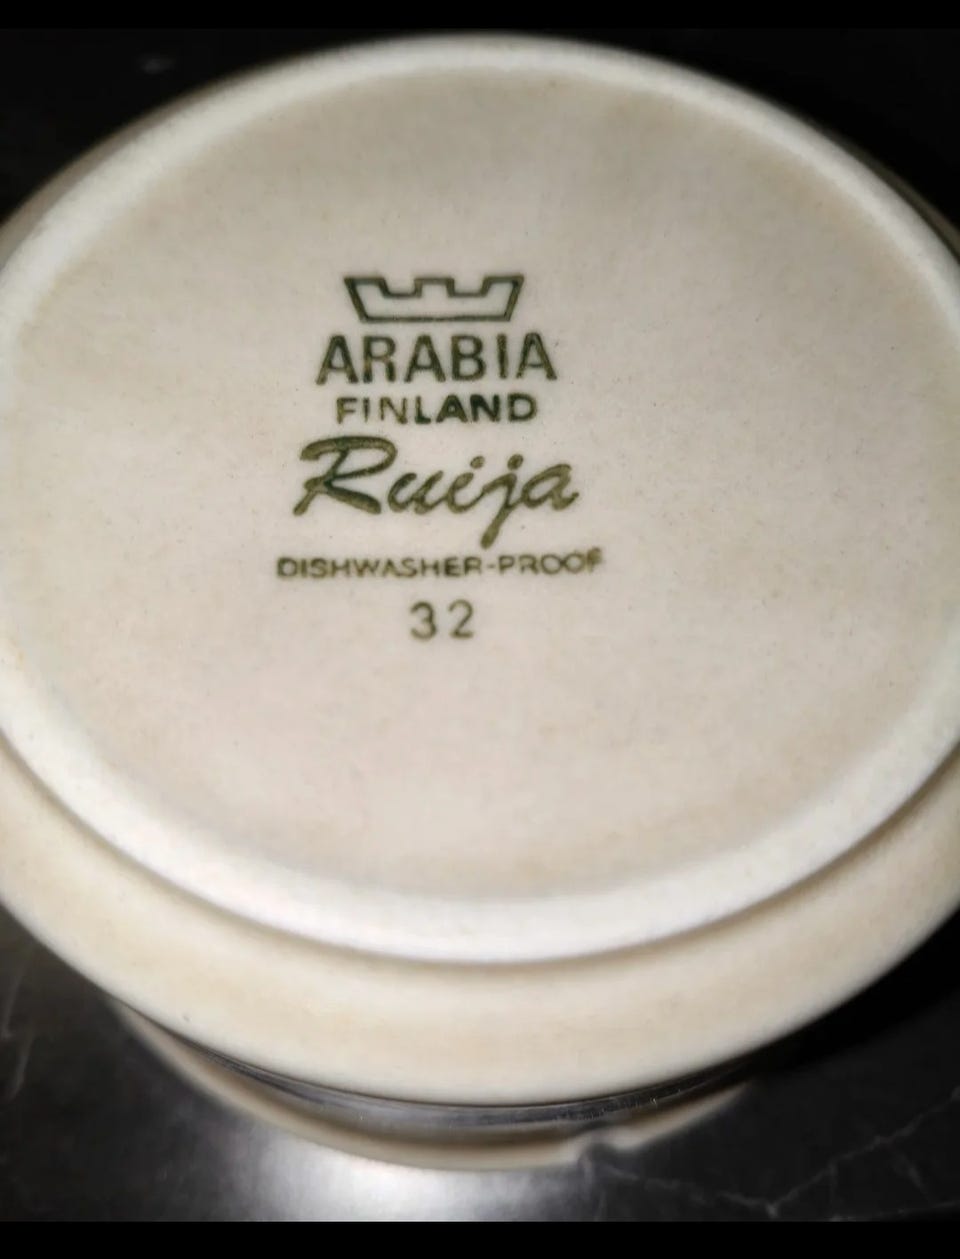 ARABIA
FINLAND
Ruija
DISHWASHER-PROOF
32